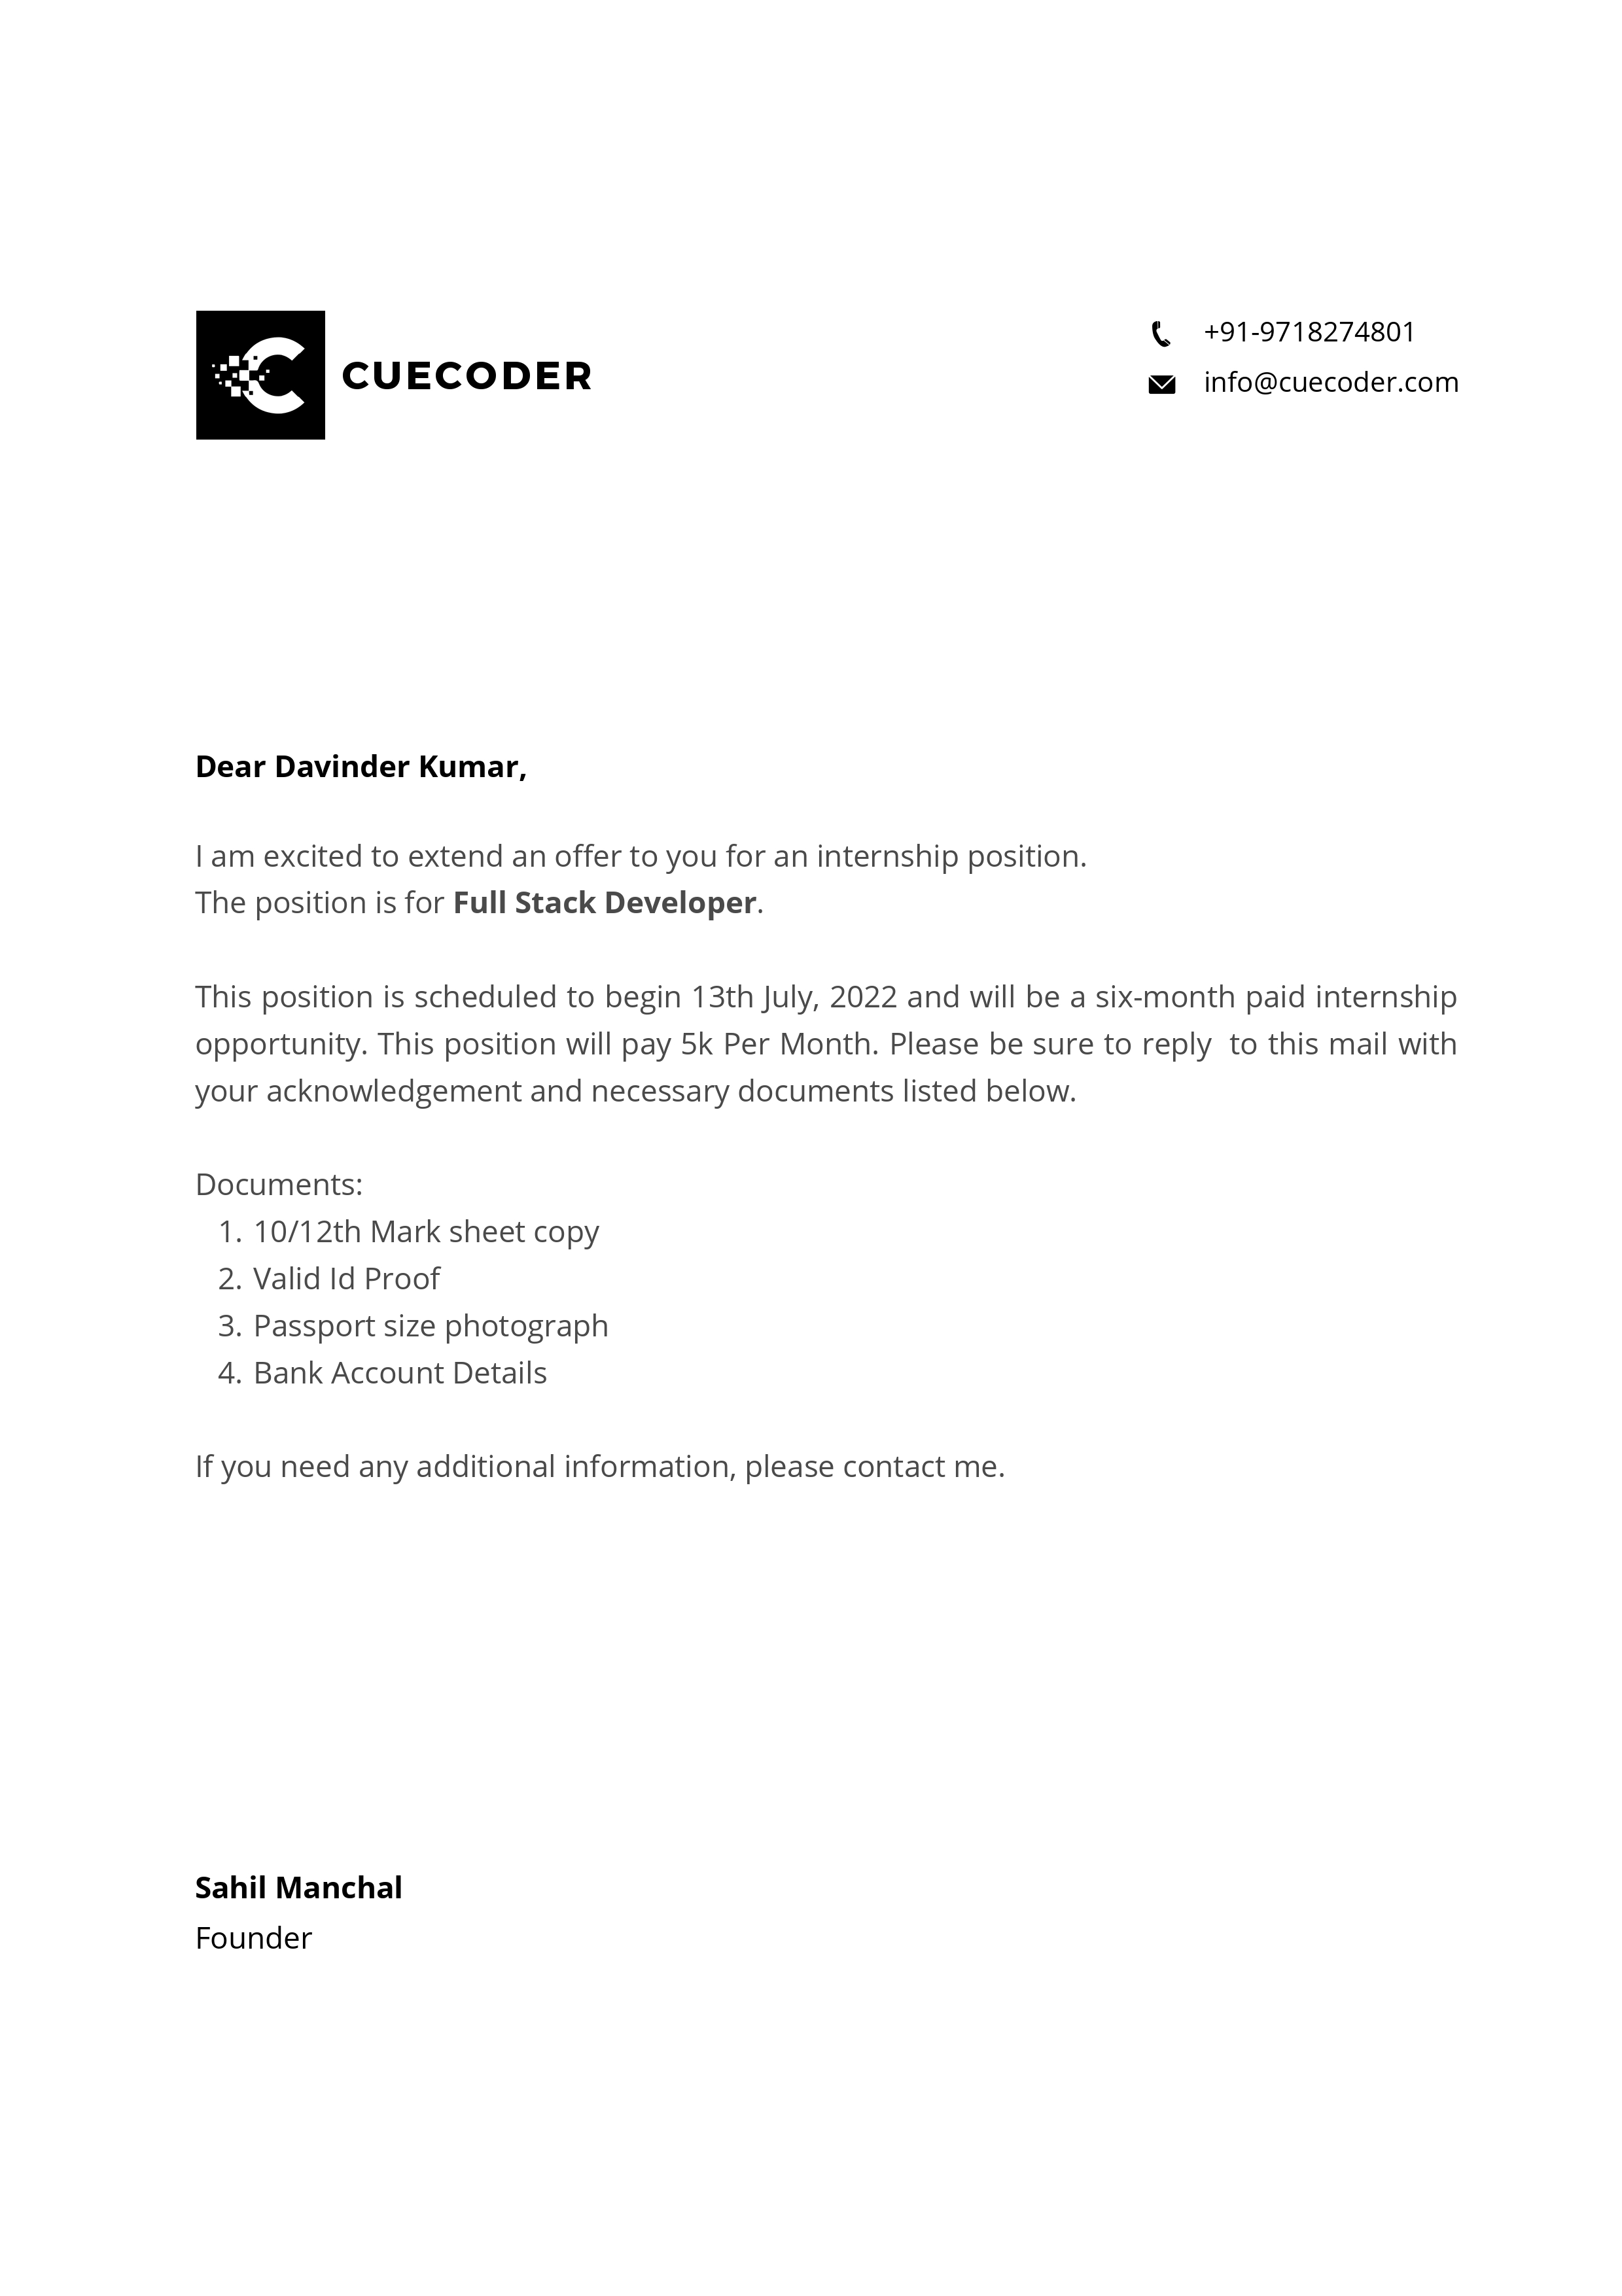 CUECODER
+91-9718274801
info@cuecoder.com
Dear Davinder Kumar,
I am excited to extend an offer to you for an internship position.
The position is for Full Stack Developer.
This position is scheduled to begin 13th July, 2022 and will be a six-month paid internship
opportunity. This position will pay 5k Per Month. Please be sure to reply  to this mail with
your acknowledgement and necessary documents listed below.
Documents:
1. 10/12th Mark sheet copy
2. Valid Id Proof
3. Passport size photograph
4. Bank Account Details
If you need any additional information, please contact me.
Sahil Manchal
Founder